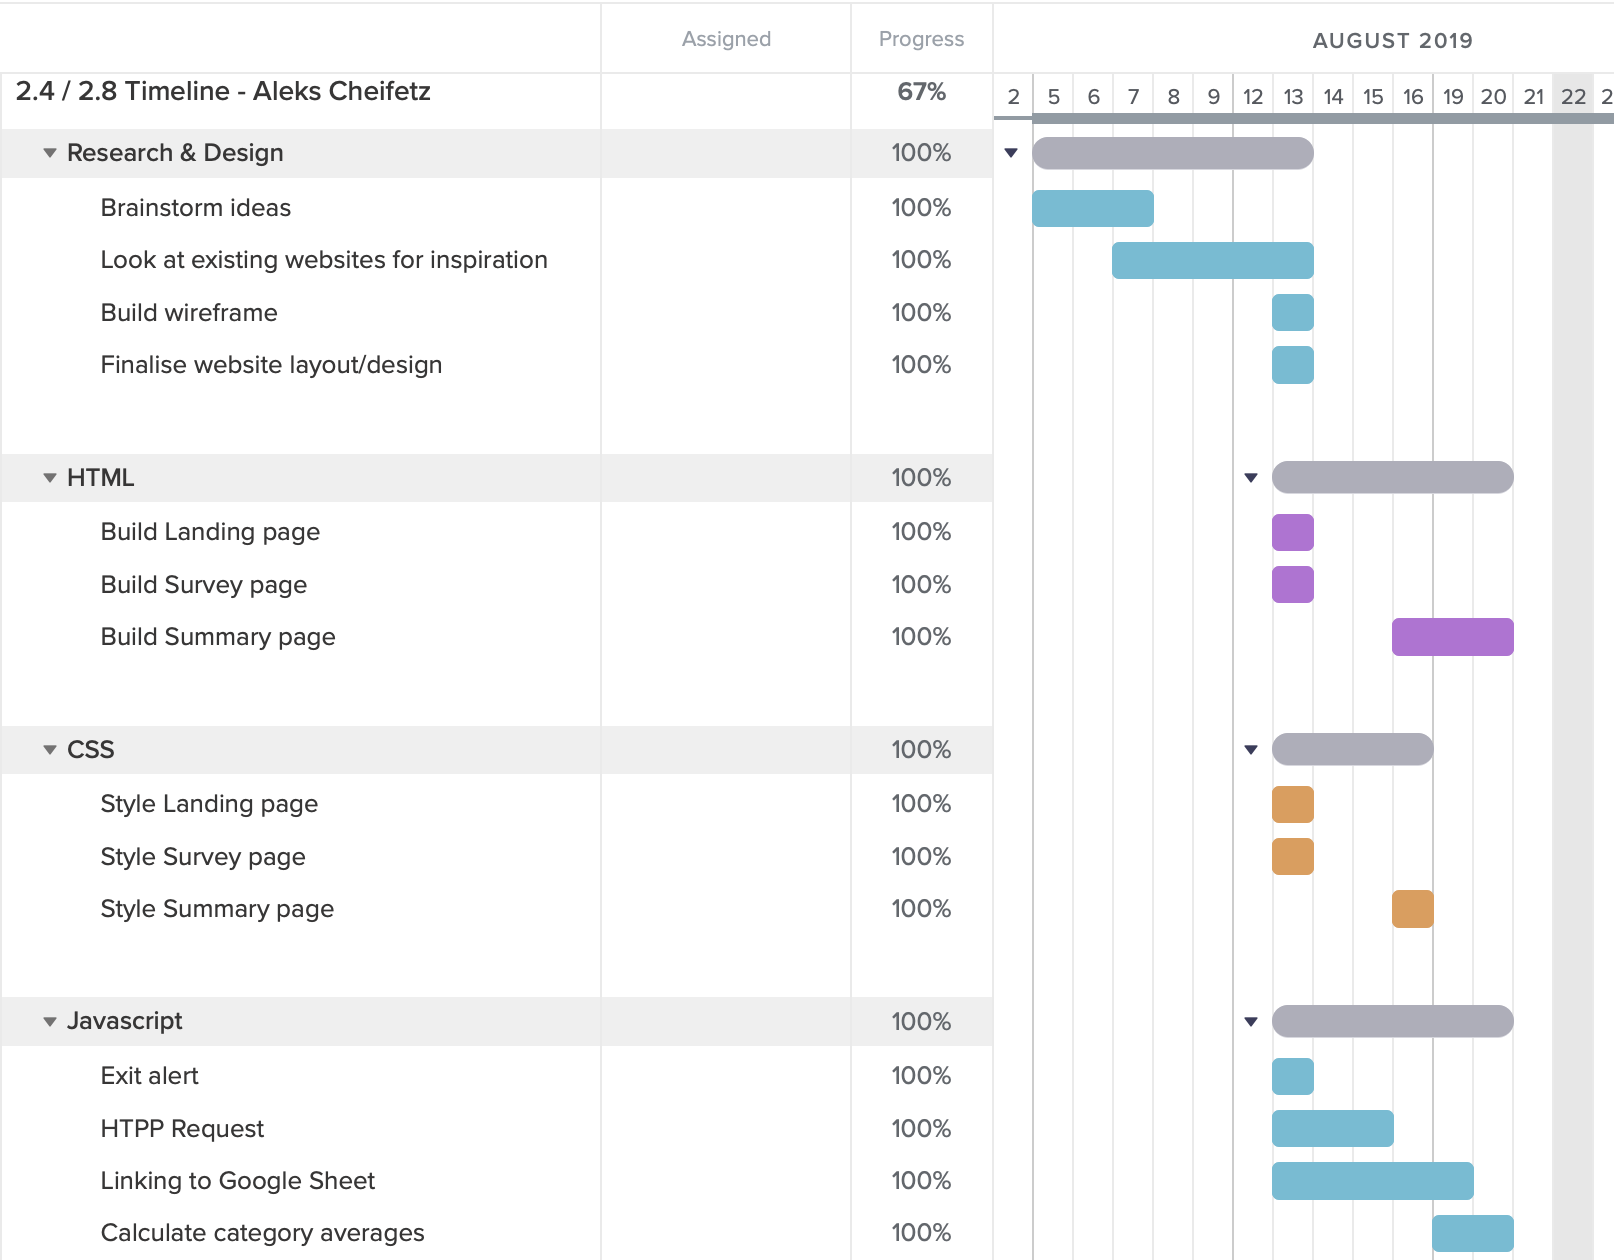 Assigned Progress AUGUST 2019
2.4 / 2.8 Timeline - Aleks Cheifetz 67% 2 5 6 7 8 9 12 13 14 15 16 19 20 21 22
Research & Design 100%
Brainstorm ideas 100%
Look at existing websites for inspiration 100%
Build wireframe 100%
Finalise website layout/design 100%
HTML 100%
Build Landing page 100%
Build Survey page 100%
Build Summary page 100%
CSS 100%
Style Landing page 100%
Style Survey page 100%
Style Summary page 100%
Javascript 100%
Exit alert 100%
HTPP Request 100%
Linking to Google Sheet 100%
Calculate category averages 100%